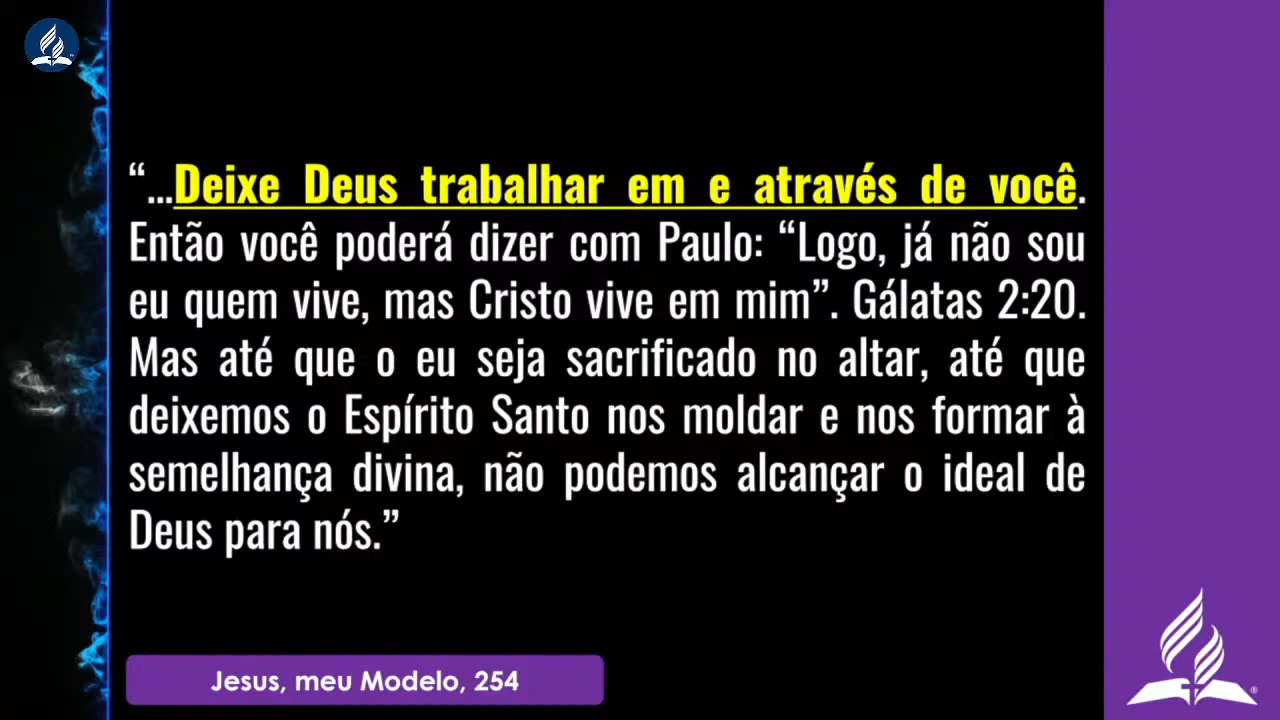 “...Deixe Deus trabalhar em e através de você.
Então você poderá dizer com Paulo: “Logo, já não sou
eu quem vive, mas Cristo vive em mim”. Gálatas 2:20.
Mas até que o eu seja sacrificado no altar, até que
deixemos o Espírito Santo nos moldar e nos formar à
semelhança divina, não podemos alcançar o ideal de
Deus para nós.”
Jesus, meu Modelo, 254
®